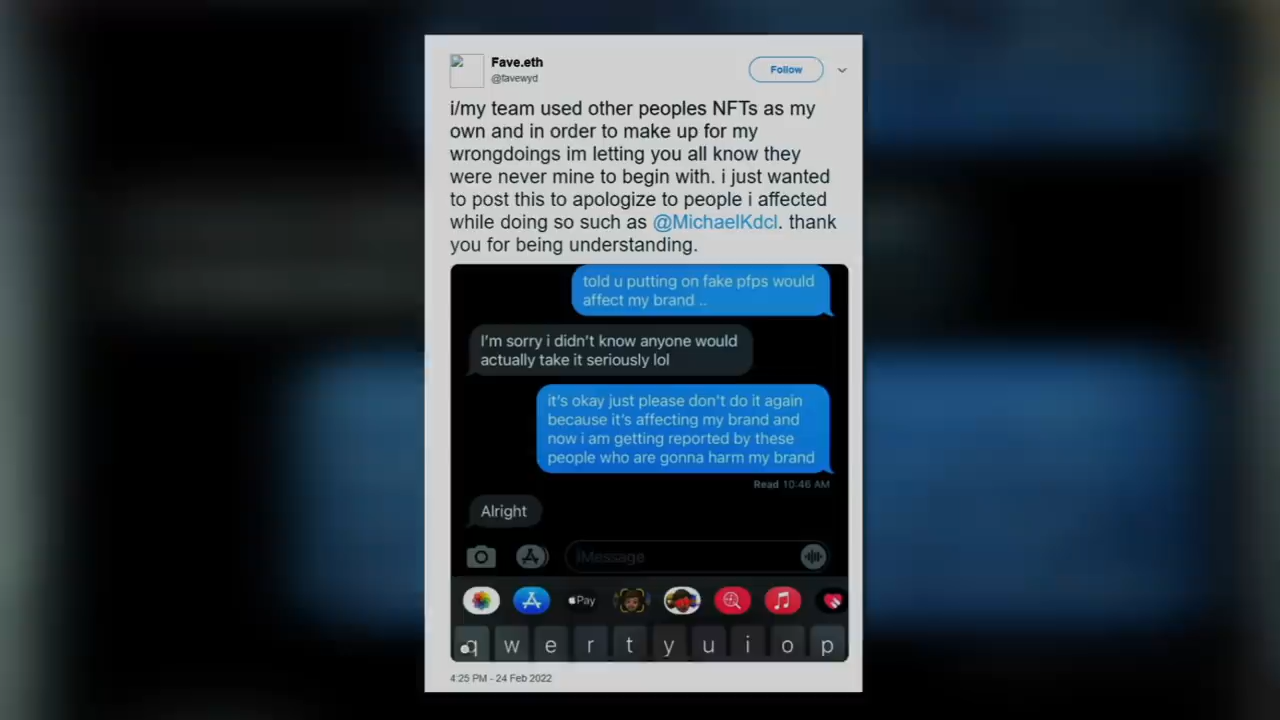 Fave.eth
@favewyd
Follow
i/my team used other peoples NFTs as my
own and in order to make up for my
wrongdoings im letting you all know they
were never mine to begin with. i just wanted
to post this to apologize to people i affected
while doing so such as @MichaelKdcl. thank
you for being understanding.
told u putting on fake pfps would
affect my brand ..
I'm sorry i didn't know anyone would
actually take it seriously lol
it's okay just please don't do it again
because it's affecting my brand and
now i am getting reported by these
people who are gonna harm my brand
Read 10:46 AM
Alright
iMessage
Pay
q w e r t y u i o p
4:25 PM - 24 Feb 2022